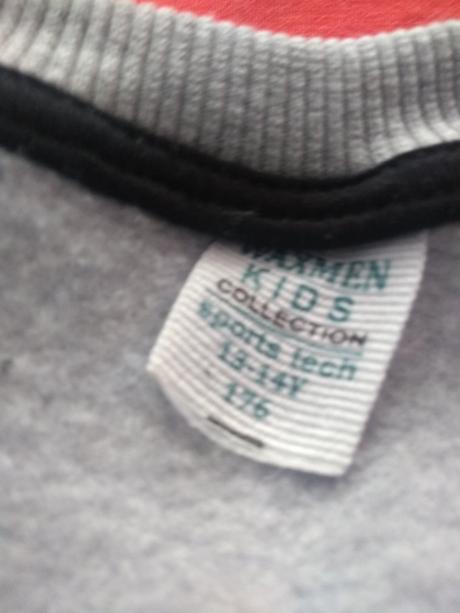 WAXMEN
KIDS
COLLECTION
sports tech
13-14Y
176